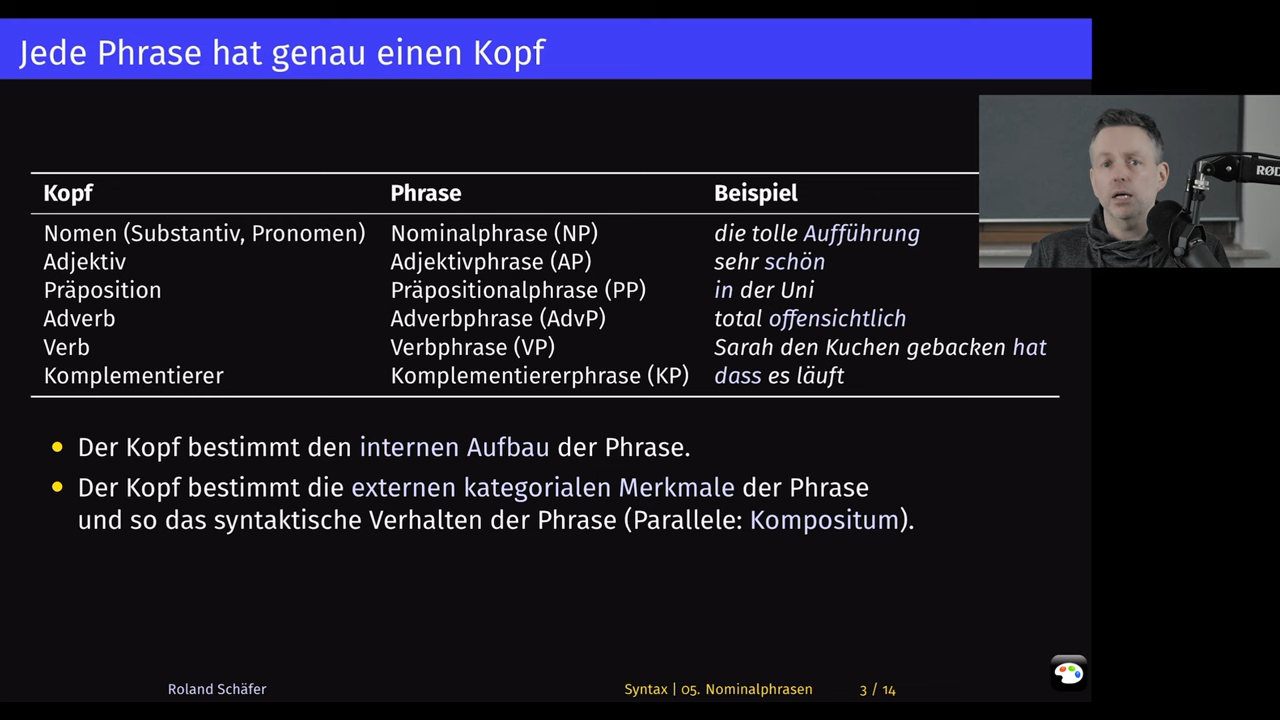 Jede Phrase hat genau einen Kopf
Kopf Phrase Beispiel
Nomen (Substantiv, Pronomen) Nominalphrase (NP) die tolle Aufführung
Adjektiv Adjektivphrase (AP) sehr schön
Präposition Präpositionalphrase (PP) in der Uni
Adverb Adverbphrase (AdvP) total offensichtlich
Verb Verbphrase (VP) Sarah den Kuchen gebacken hat
Komplementierer Komplementiererphrase (KP) dass es läuft
• Der Kopf bestimmt den internen Aufbau der Phrase.
• Der Kopf bestimmt die externen kategorialen Merkmale der Phrase
und so das syntaktische Verhalten der Phrase (Parallele: Kompositum).
Roland Schäfer Syntax | 05. Nominalphrasen 3 / 14